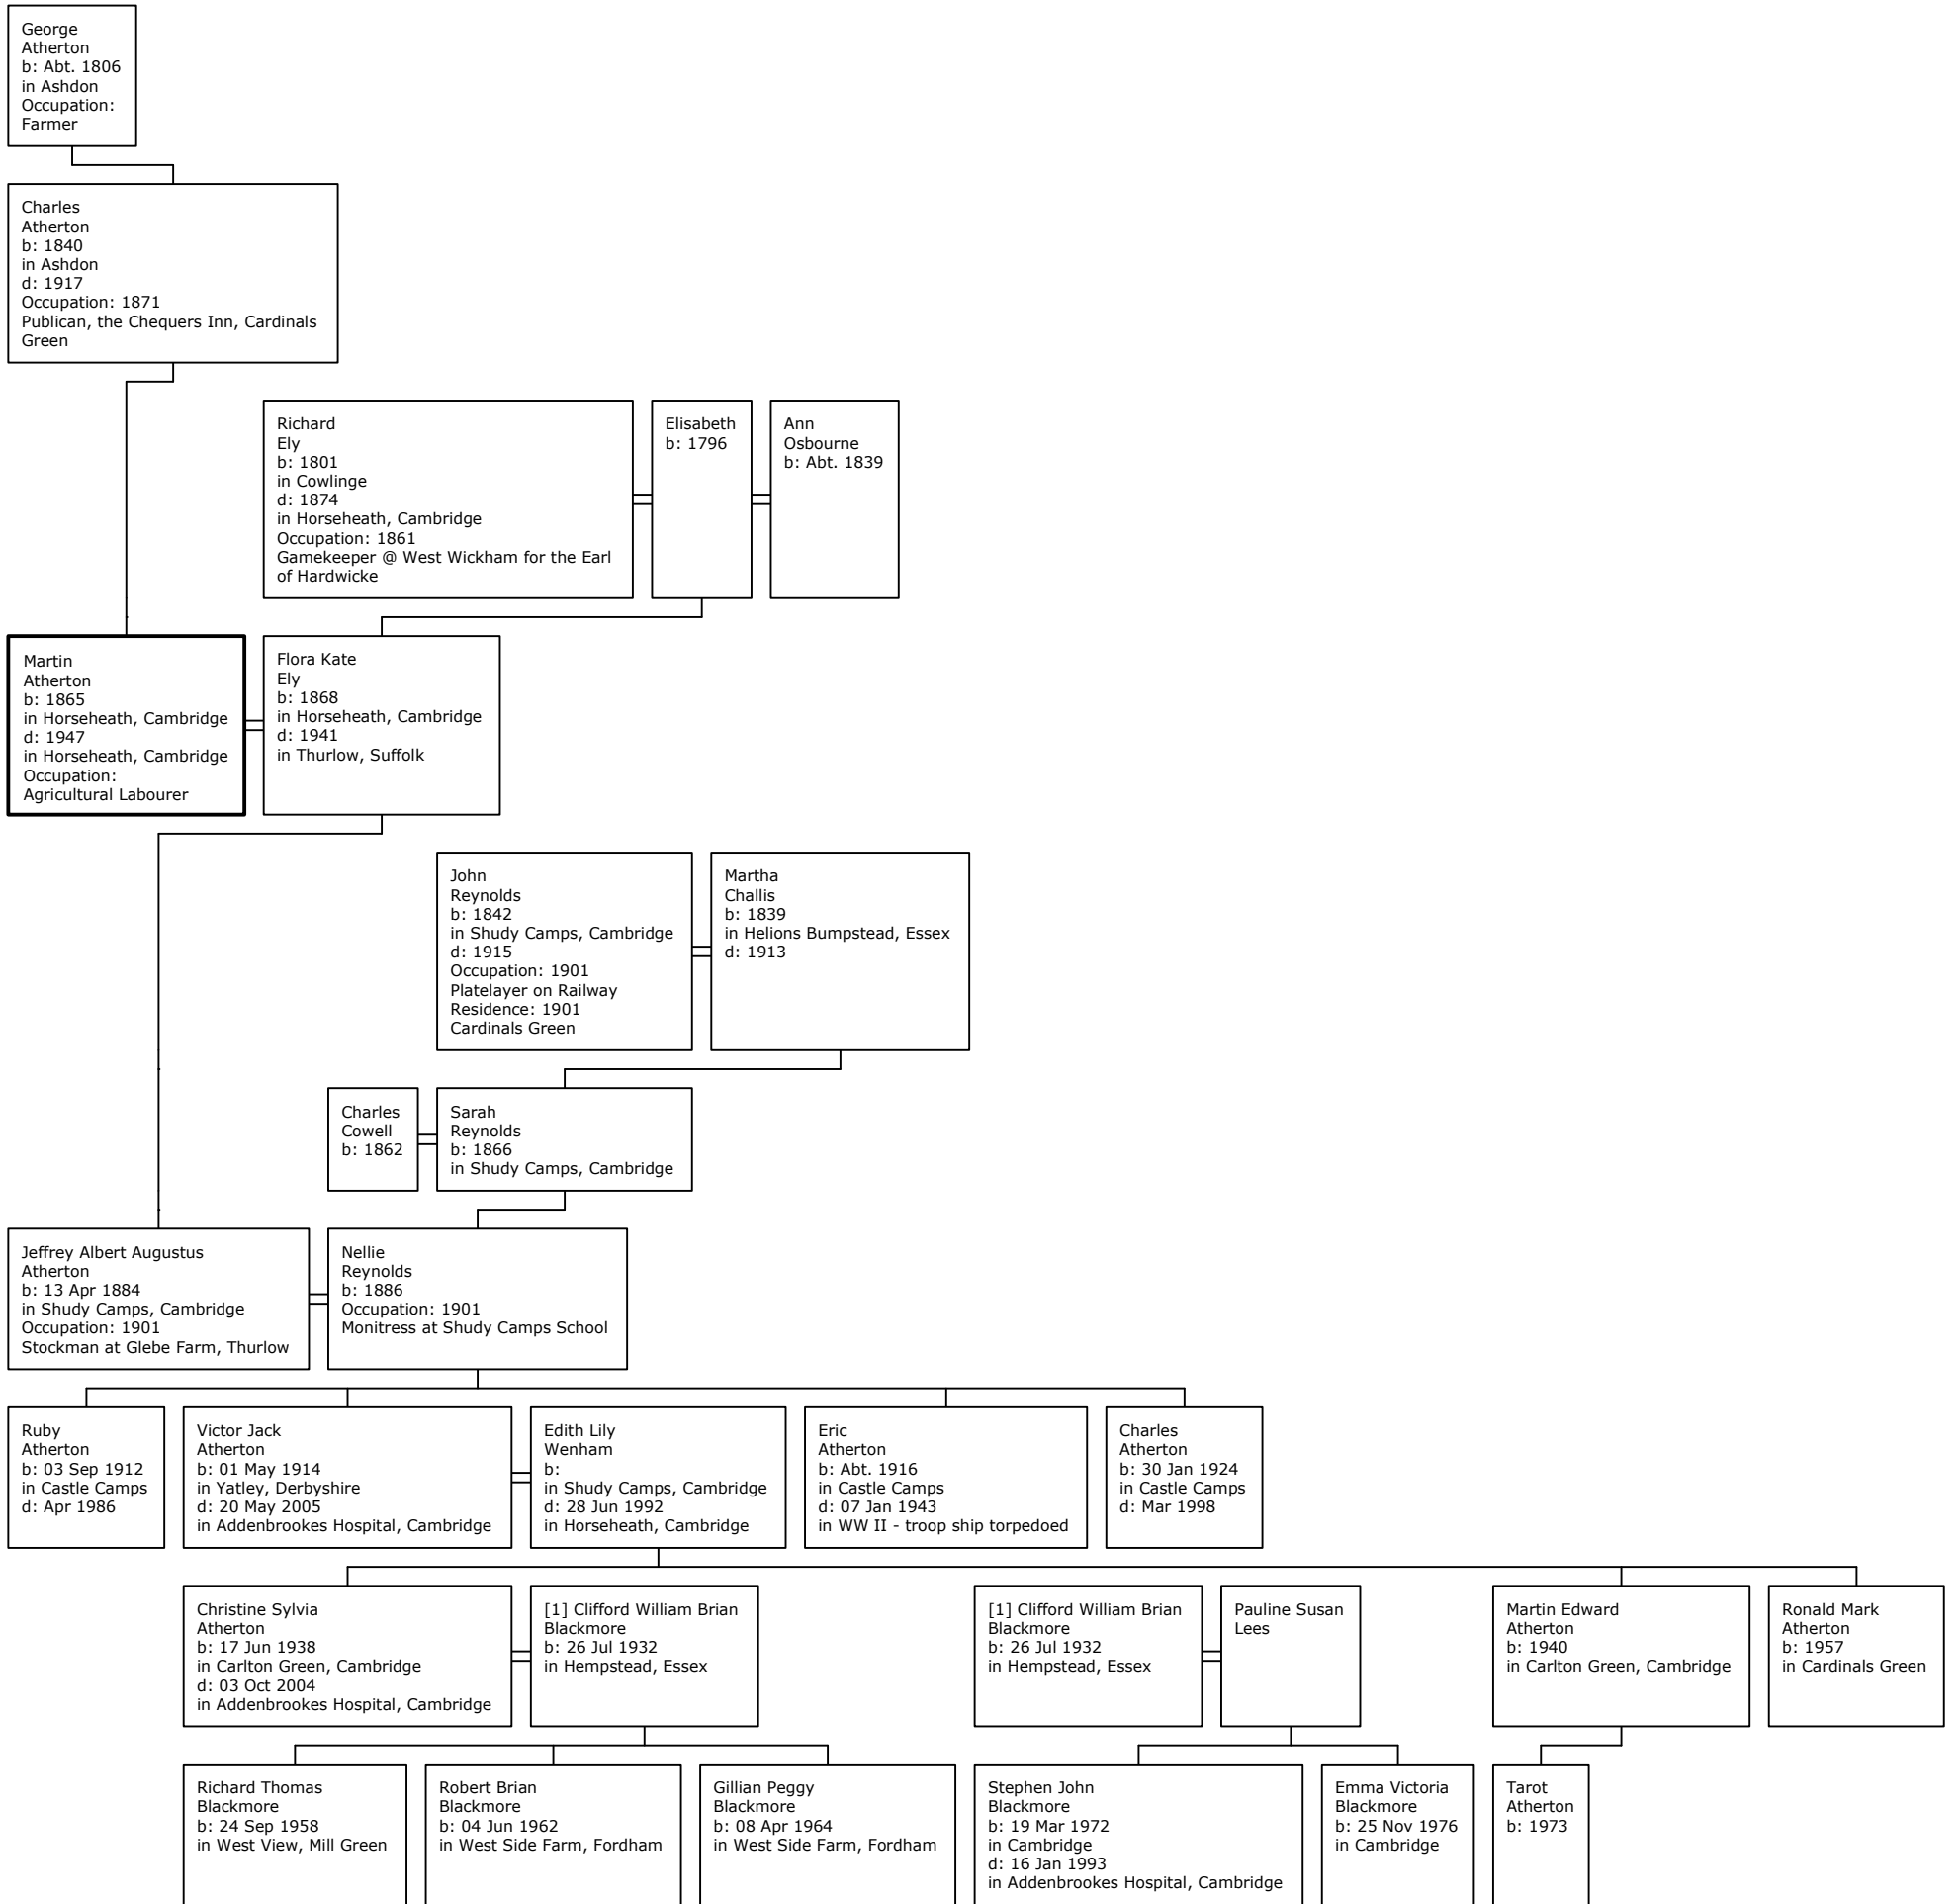 George
Atherton
b: Abt. 1806
in Ashdon
Occupation:
Farmer
Charles
Atherton
b: 1840
in Ashdon
d: 1917
Occupation: 1871
Publican, the Chequers Inn, Cardinals
Green
Richard
Ely
b: 1801
in Cowlinge
d: 1874
in Horseheath, Cambridge
Occupation: 1861
Gamekeeper @ West Wickham for the Earl
of Hardwicke
Elisabeth
b: 1796
Ann
Osbourne
b: Abt. 1839
Martin
Atherton
b: 1865
in Horseheath, Cambridge
d: 1947
in Horseheath, Cambridge
Occupation:
Agricultural Labourer
Flora Kate
Ely
b: 1868
in Horseheath, Cambridge
d: 1941
in Thurlow, Suffolk
John
Reynolds
b: 1842
in Shudy Camps, Cambridge
d: 1915
Occupation: 1901
Platelayer on Railway
Residence: 1901
Cardinals Green
Martha
Challis
b: 1839
in Helions Bumpstead, Essex
d: 1913
Charles
Cowell
b: 1862
Sarah
Reynolds
b: 1866
in Shudy Camps, Cambridge
Jeffrey Albert Augustus
Atherton
b: 13 Apr 1884
in Shudy Camps, Cambridge
Occupation: 1901
Stockman at Glebe Farm, Thurlow
Nellie
Reynolds
b: 1886
Occupation: 1901
Monitress at Shudy Camps School
Ruby
Atherton
b: 03 Sep 1912
in Castle Camps
d: Apr 1986
Victor Jack
Atherton
b: 01 May 1914
in Yatley, Derbyshire
d: 20 May 2005
in Addenbrookes Hospital, Cambridge
Edith Lily
Wenham
b:
in Shudy Camps, Cambridge
d: 28 Jun 1992
in Horseheath, Cambridge
Eric
Atherton
b: Abt. 1916
in Castle Camps
d: 07 Jan 1943
in WW II - troop ship torpedoed
Charles
Atherton
b: 30 Jan 1924
in Castle Camps
d: Mar 1998
Christine Sylvia
Atherton
b: 17 Jun 1938
in Carlton Green, Cambridge
d: 03 Oct 2004
in Addenbrookes Hospital, Cambridge
[1] Clifford William Brian
Blackmore
b: 26 Jul 1932
in Hempstead, Essex
[1] Clifford William Brian
Blackmore
b: 26 Jul 1932
in Hempstead, Essex
Pauline Susan
Lees
Martin Edward
Atherton
b: 1940
in Carlton Green, Cambridge
Ronald Mark
Atherton
b: 1957
in Cardinals Green
Richard Thomas
Blackmore
b: 24 Sep 1958
in West View, Mill Green
Robert Brian
Blackmore
b: 04 Jun 1962
in West Side Farm, Fordham
Gillian Peggy
Blackmore
b: 08 Apr 1964
in West Side Farm, Fordham
Stephen John
Blackmore
b: 19 Mar 1972
in Cambridge
d: 16 Jan 1993
in Addenbrookes Hospital, Cambridge
Emma Victoria
Blackmore
b: 25 Nov 1976
in Cambridge
Tarot
Atherton
b: 1973